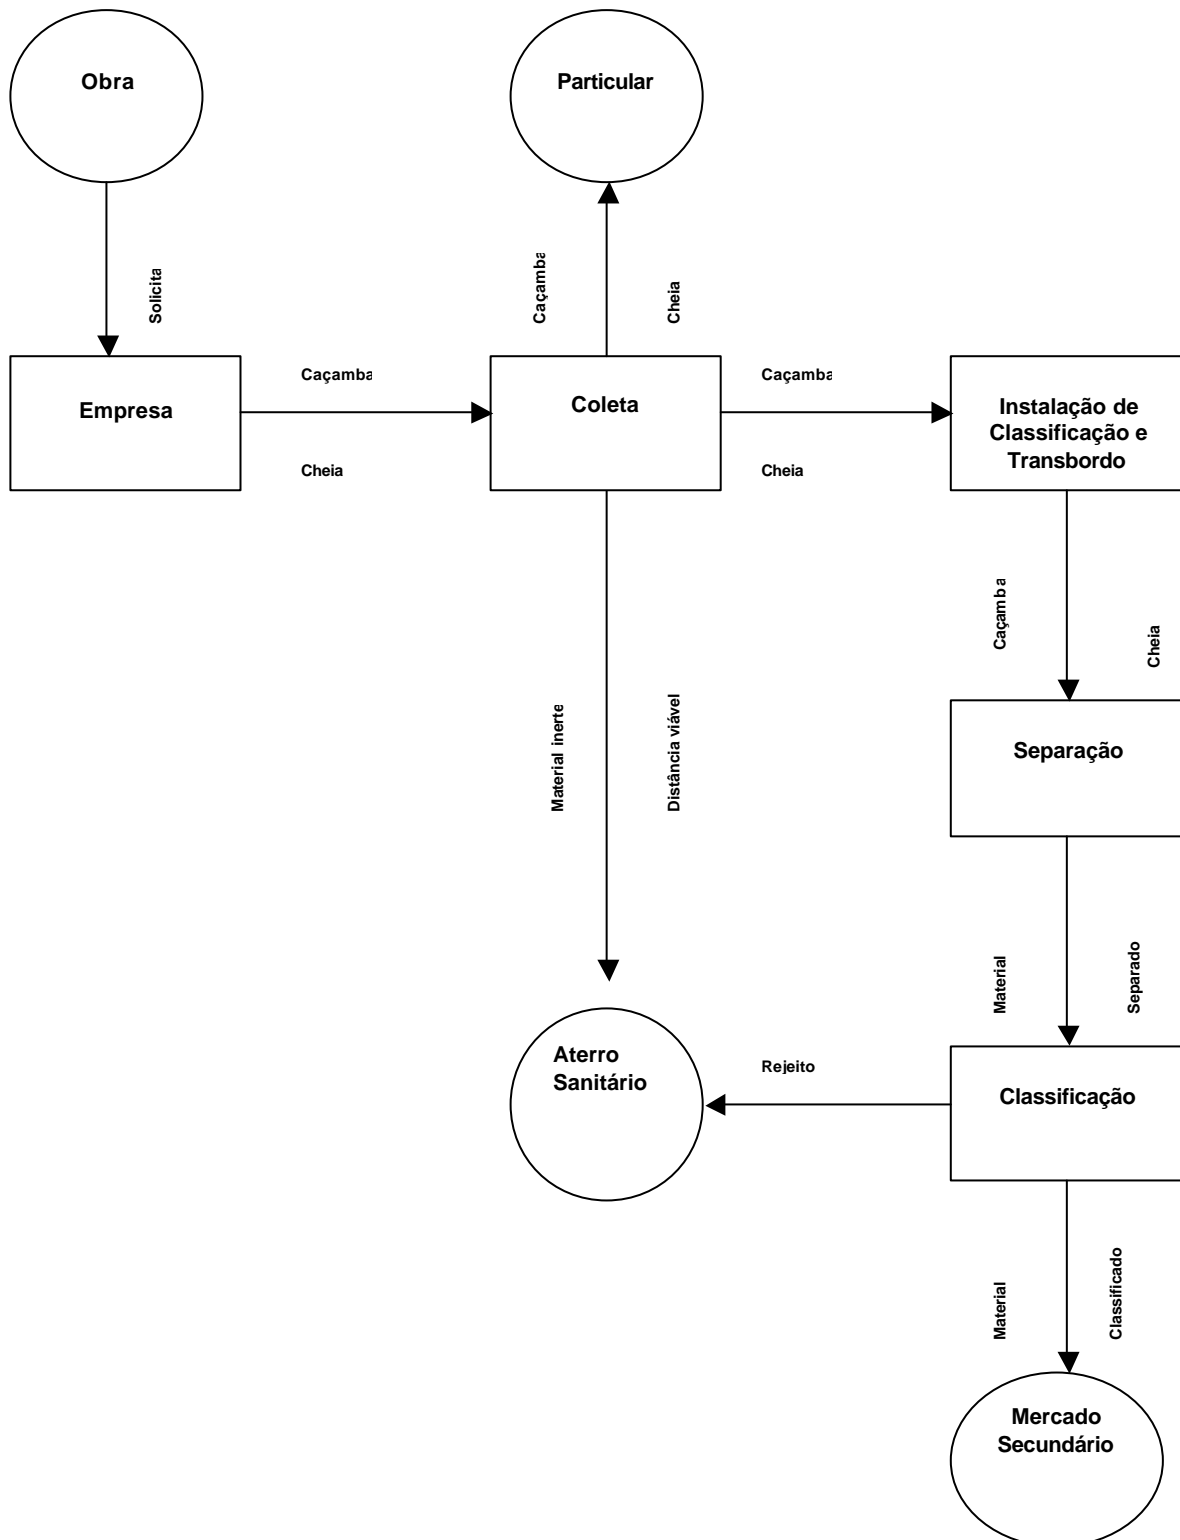 Obra
Particular
Solicita
Caçamba
Cheia
Empresa
Caçamba
Cheia
Coleta
Caçamba
Cheia
Instalação de
Classificação e
Transbordo
Caçamba
Cheia
Separação
Material inerte
Distância viável
Material
Separado
Aterro
Sanitário
Rejeito
Classificação
Material
Classificado
Mercado
Secundário